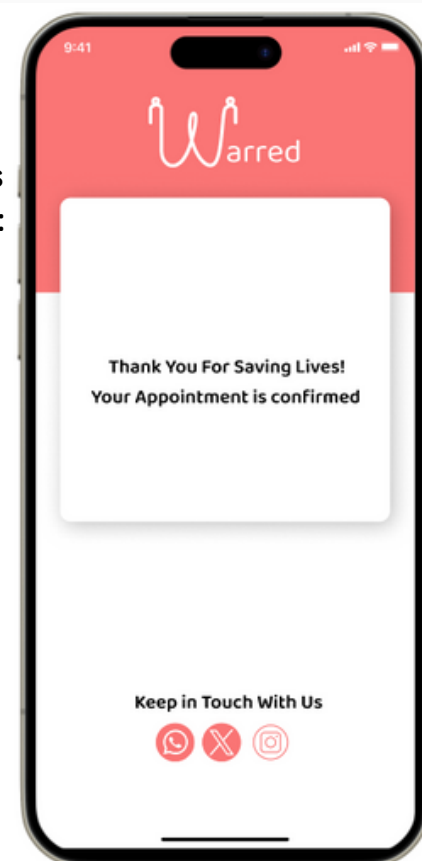 9:41
Warred
s
:
Thank You For Saving Lives!
Your Appointment is confirmed
Keep in Touch With Us